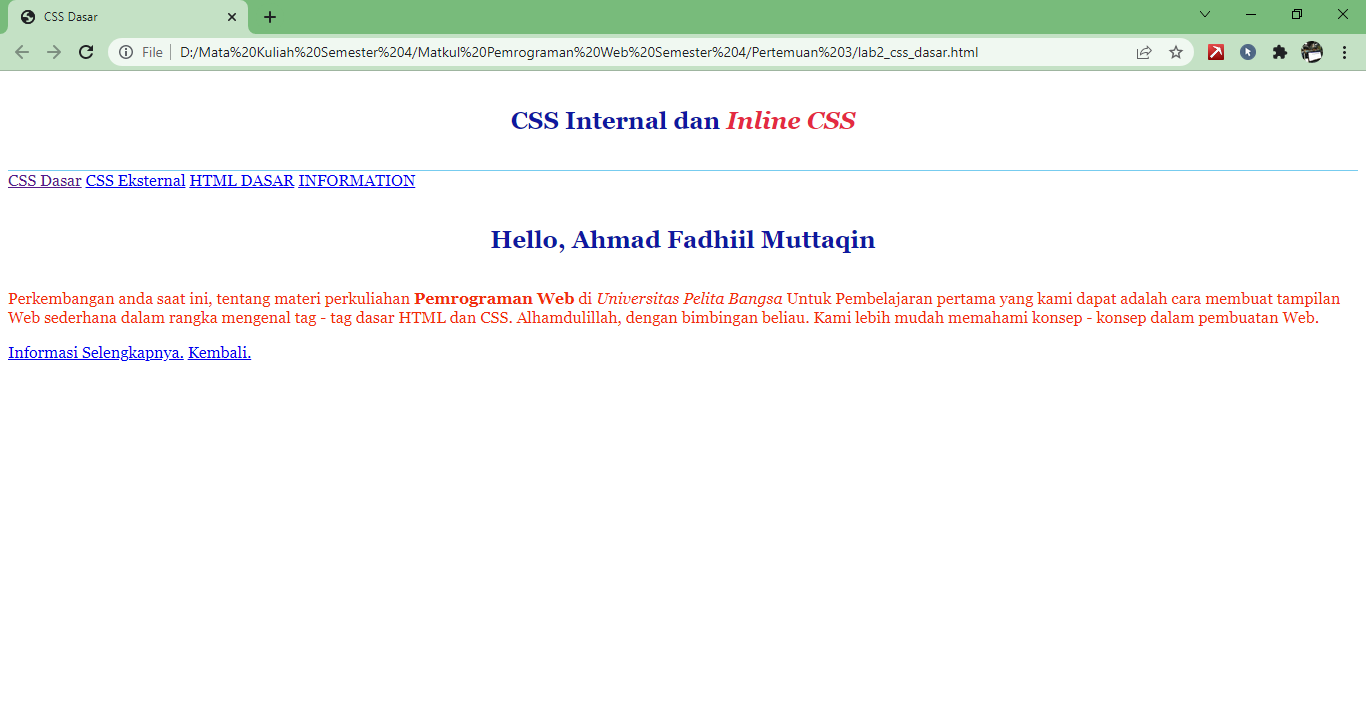 CSS Dasar
File
D:/Mata%20Kuliah%20Semester%204/Matkul%20Pemrograman%20Web%20Semester%204/Pertemuan%203/lab2_css_dasar.html
CSS Internal dan Inline CSS
CSS Dasar CSS Eksternal HTML DASAR INFORMATION
Hello, Ahmad Fadhiil Muttaqin
Perkembangan anda saat ini, tentang materi perkuliahan Pemrograman Web di Universitas Pelita Bangsa Untuk Pembelajaran pertama yang kami dapat adalah cara membuat tampilan
Web sederhana dalam rangka mengenal tag - tag dasar HTML dan CSS. Alhamdulillah, dengan bimbingan beliau. Kami lebih mudah memahami konsep - konsep dalam pembuatan Web.
Informasi Selengkapnya. Kembali.